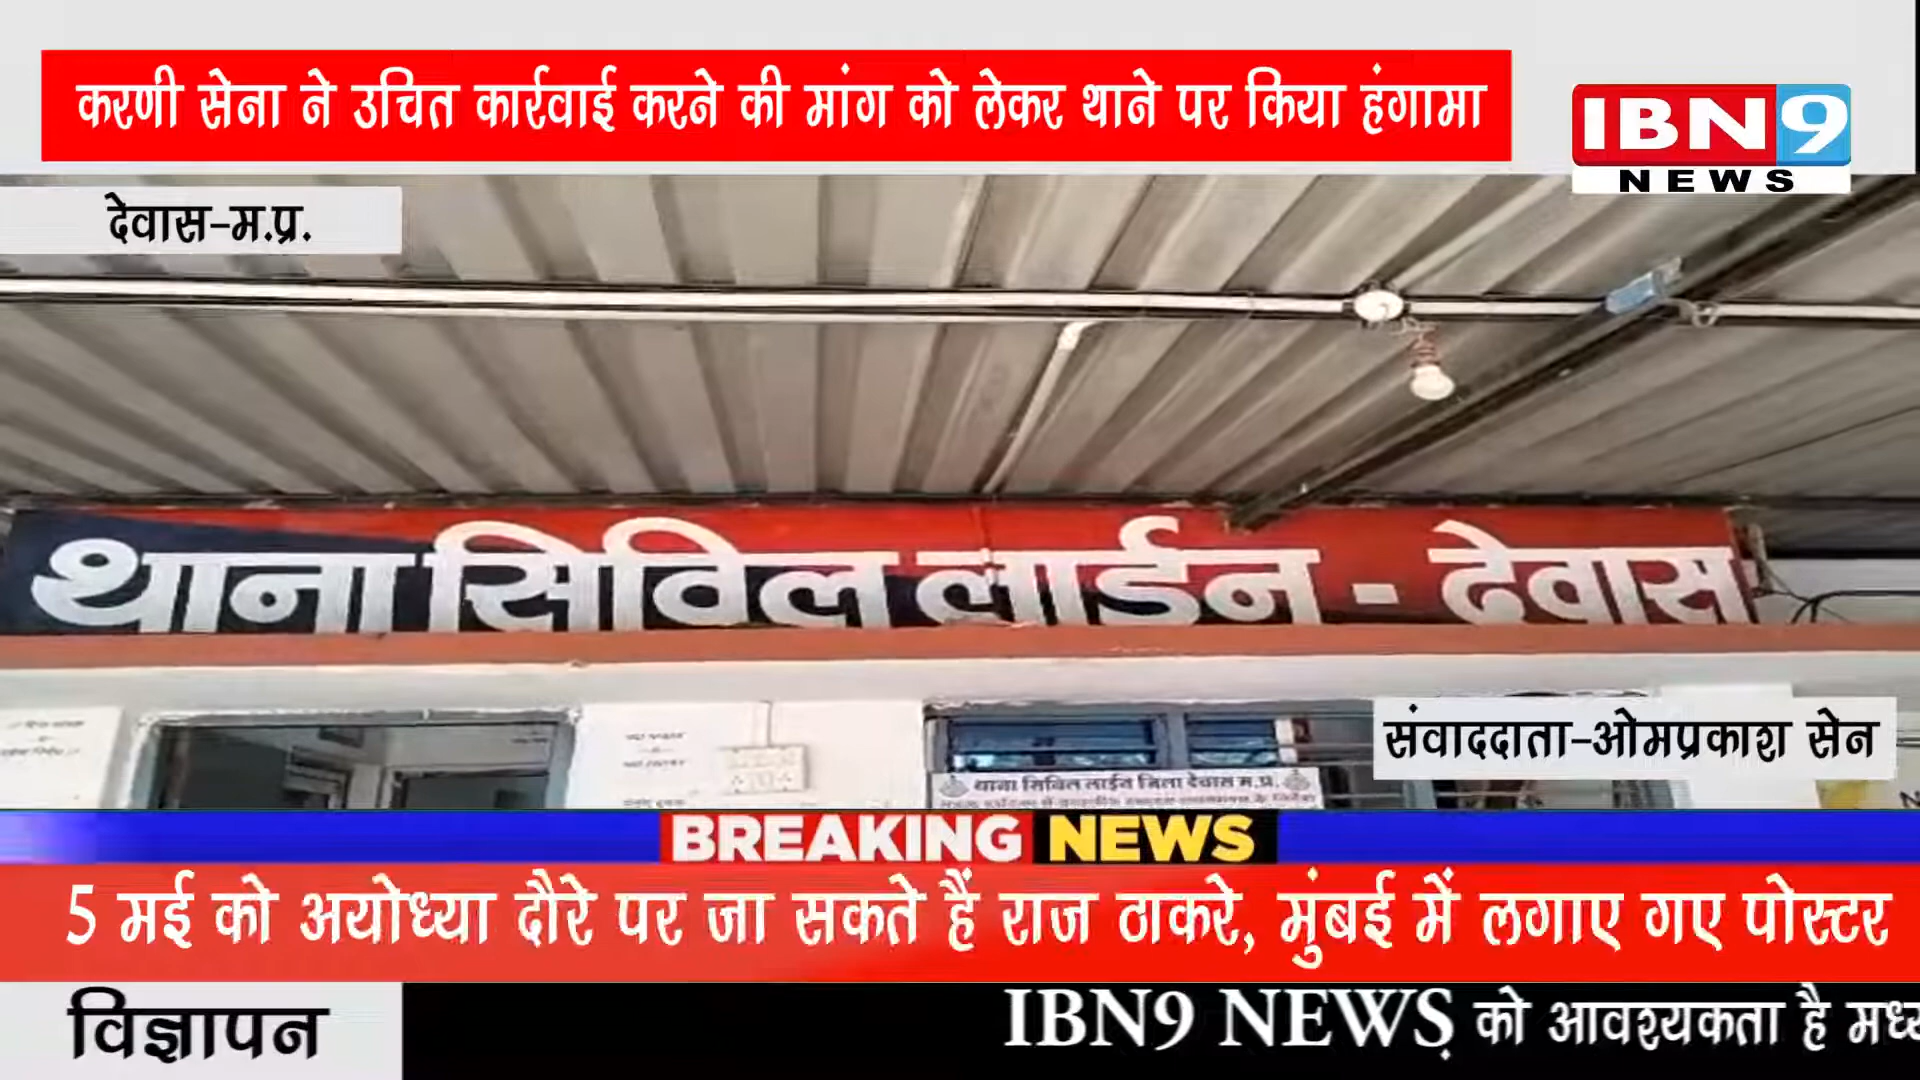 करणी सेना ने उचित कार्रवाई करने की मांग को लेकर थाने पर किया हंगामा
IBN9
NEWS
देवास-म.प्र.
थाना सिविल लाईन - देवास
संवाददाता-ओमप्रकाश सेन
थाना सिविल लाईन जिला देवास म.प्र.
BREAKING NEWS
5 मई को अयोध्या दौरे पर जा सकते हैं राज ठाकरे, मुंबई में लगाए गए पोस्टर
विज्ञापन
IBN9 NEWS को आवश्यकता है मध्य